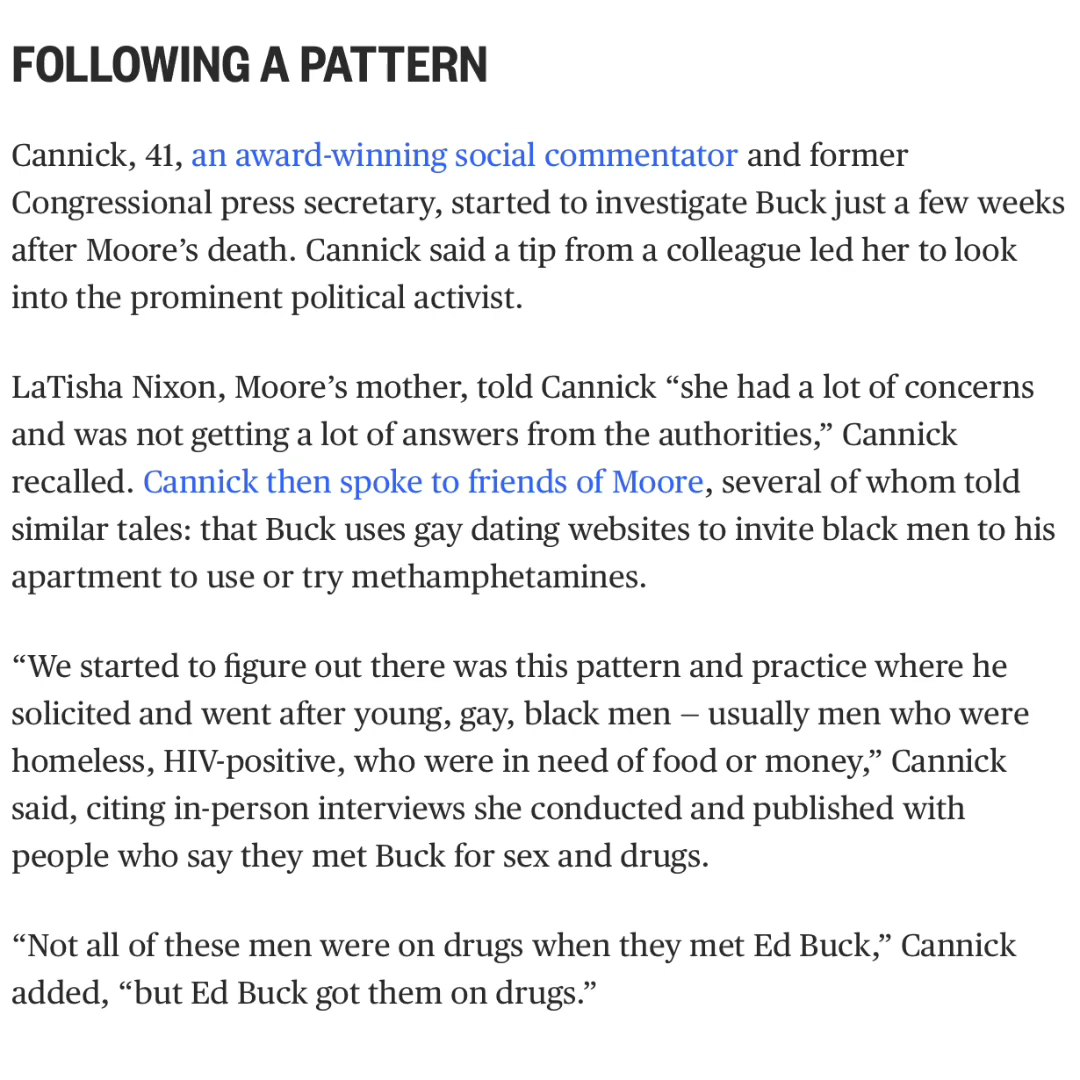 FOLLOWING A PATTERN
Cannick, 41, an award-winning social commentator and former
Congressional press secretary, started to investigate Buck just a few weeks
after Moore’s death. Cannick said a tip from a colleague led her to look
into the prominent political activist.
LaTisha Nixon, Moore’s mother, told Cannick “she had a lot of concerns
and was not getting a lot of answers from the authorities,” Cannick
recalled. Cannick then spoke to friends of Moore, several of whom told
similar tales: that Buck uses gay dating websites to invite black men to his
apartment to use or try methamphetamines.
“We started to figure out there was this pattern and practice where he
solicited and went after young, gay, black men — usually men who were
homeless, HIV-positive, who were in need of food or money,” Cannick
said, citing in-person interviews she conducted and published with
people who say they met Buck for sex and drugs.
“Not all of these men were on drugs when they met Ed Buck,” Cannick
added, “but Ed Buck got them on drugs.”